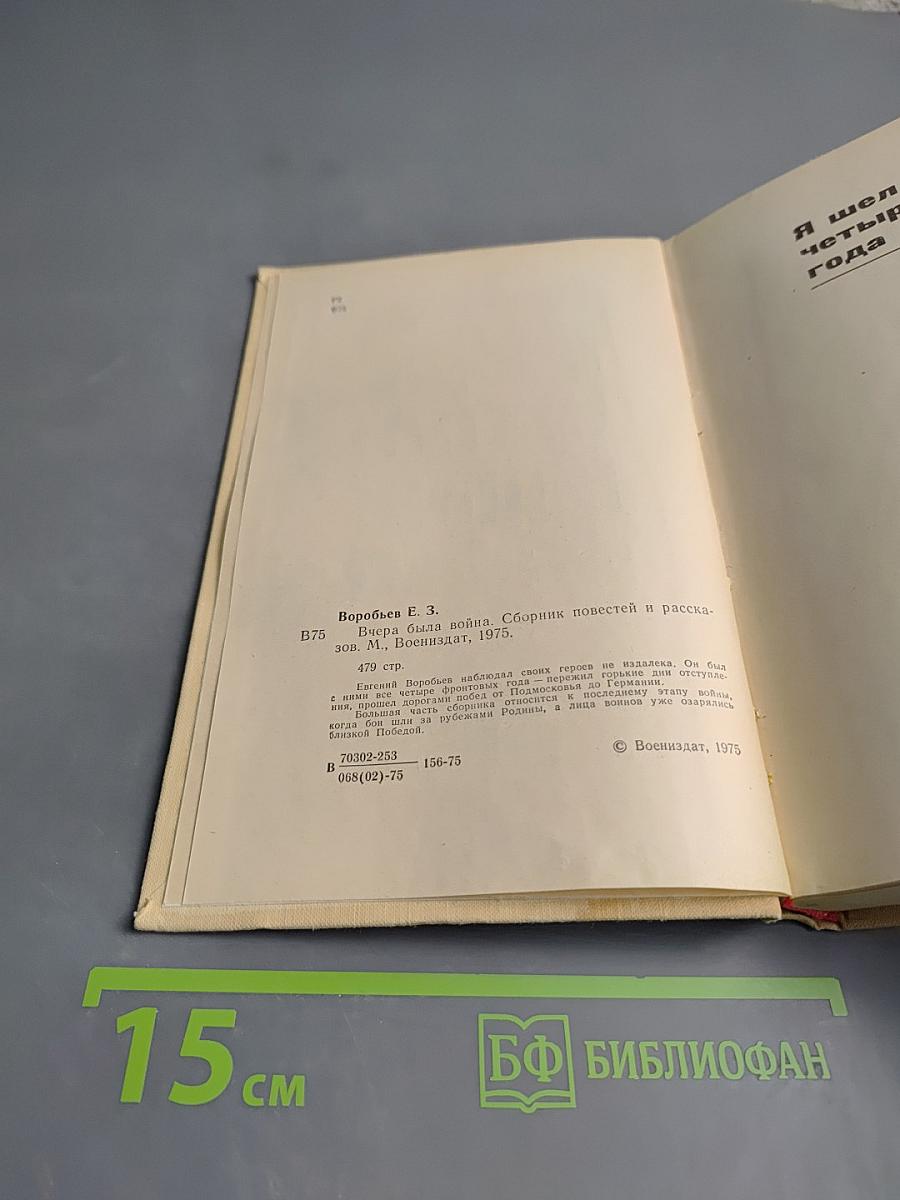 Р2
В75
Воробьев Е. З.
В75 Вчера была война. Сборник повестей и расска-
зов. М., Воениздат, 1975.
479 стр.
Евгений Воробьев наблюдал своих героев не издалека. Он был
с ними все четыре фронтовых года — пережил горькие дни отступле-
ния, прошел дорогами побед от Подмосковья до Германии.
Большая часть сборника относится к последнему этапу войны,
когда бои шли за рубежами Родины, а лица воинов уже озарялись
близкой Победой.
В 70302-253 156-75
068(02)-75
© Воениздат, 1975
Я шел
четыр
года
15 см
БФ БИБЛИОФАН